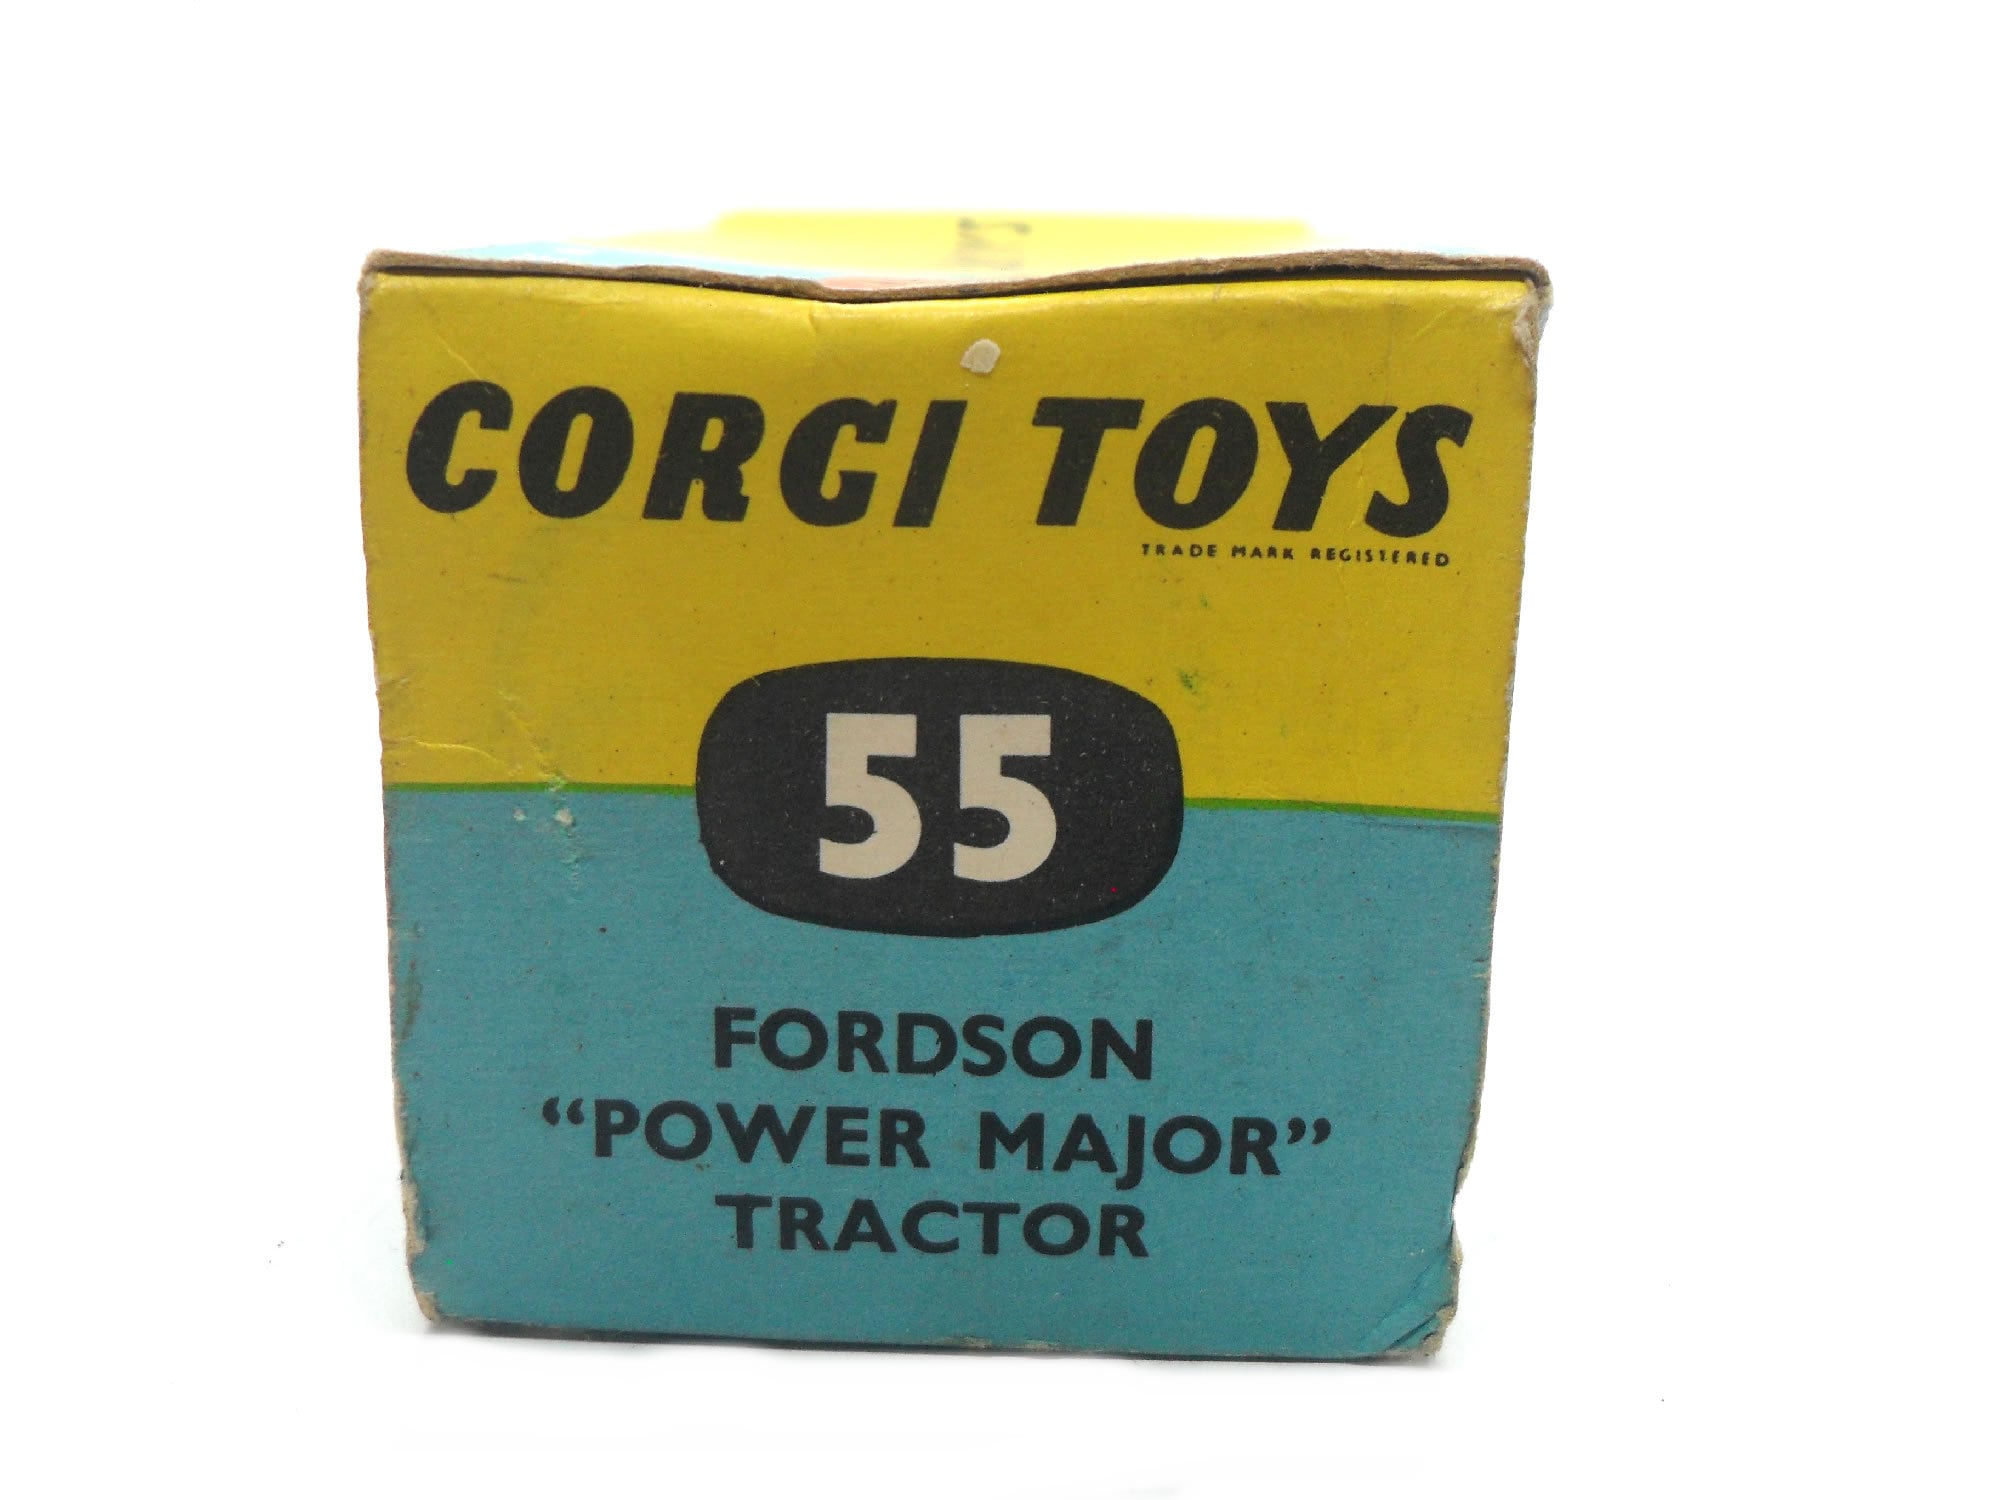 CORGI TOYS
TRADE MARK REGISTERED
55
FORDSON
“POWER MAJOR”
TRACTOR